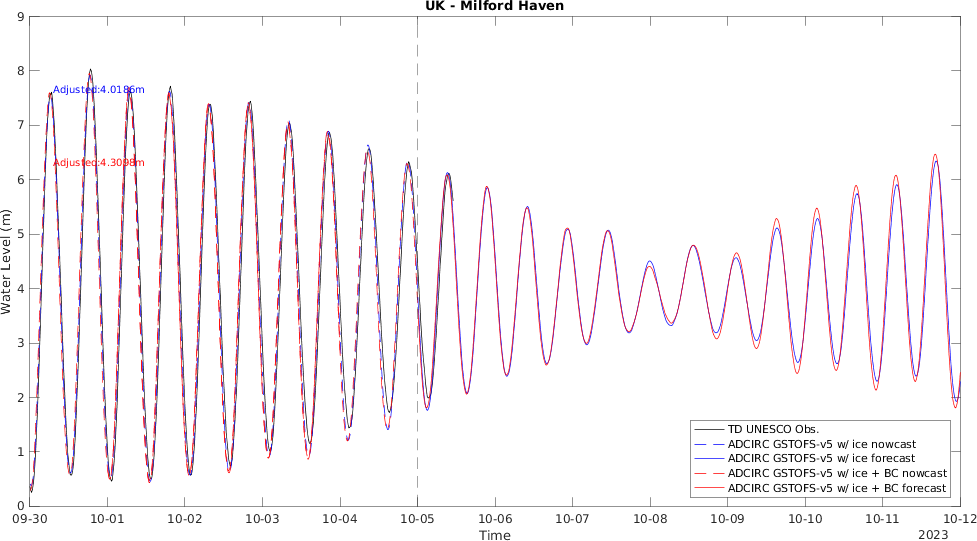 UK - Milford Haven
9
8
7
6
5
4
3
2
1
0
Water Level (m)
Adjusted:4.0186m
Adjusted:4.3098m
TD UNESCO Obs.
ADCIRC GSTOFS-v5 w/ ice nowcast
ADCIRC GSTOFS-v5 w/ ice forecast
ADCIRC GSTOFS-v5 w/ ice + BC nowcast
ADCIRC GSTOFS-v5 w/ ice + BC forecast
09-30 10-01 10-02 10-03 10-04 10-05 10-06 10-07 10-08 10-09 10-10 10-11 10-12
Time
2023